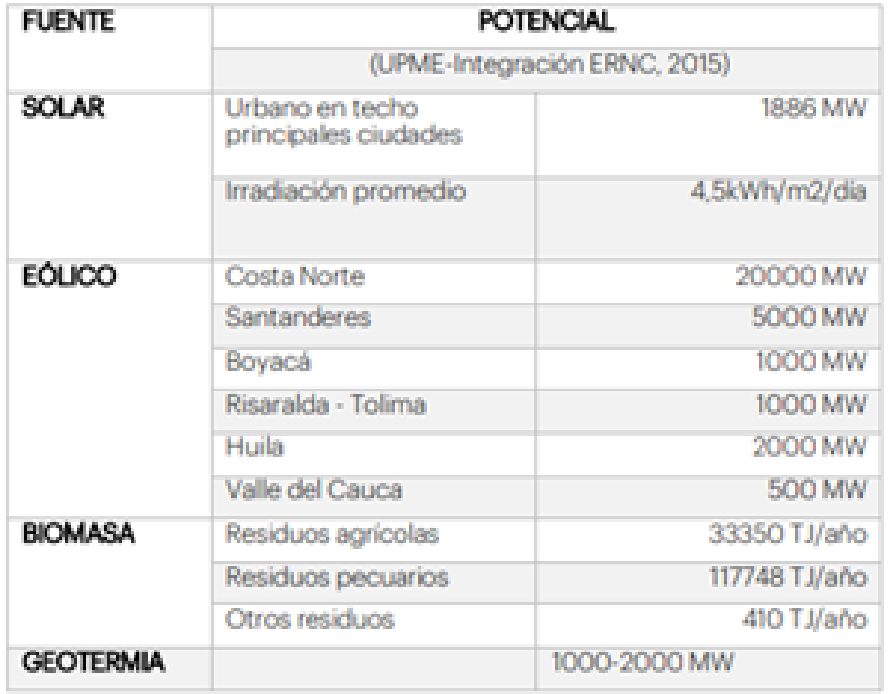 FUENTE POTENCIAL
(UPME-Integración ERNC, 2015)
SOLAR Urbano en techo 1886 MW
principales ciudades
Irradiación promedio 4,5kWh/m2/día
EÓLICO Costa Norte 20000 MW
Santanderes 5000 MW
Boyacá 1000 MW
Risaralda - Tolima 1000 MW
Huila 2000 MW
Valle del Cauca 500 MW
BIOMASA Residuos agrícolas 33350 TJ/año
Residuos pecuarios 117748 TJ/año
Otros residuos 410 TJ/año
GEOTERMIA 1000-2000 MW